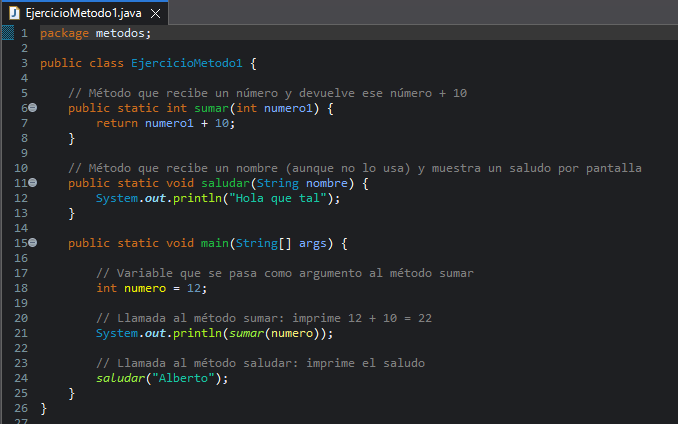 EjercicioMetodo1.java
1 package metodos;
2
3 public class EjercicioMetodo1 {
4
5     // Método que recibe un número y devuelve ese número + 10
6     public static int sumar(int numero1) {
7         return numero1 + 10;
8     }
9
10     // Método que recibe un nombre (aunque no lo usa) y muestra un saludo por pantalla
11     public static void saludar(String nombre) {
12         System.out.println("Hola que tal");
13     }
14
15     public static void main(String[] args) {
16
17         // Variable que se pasa como argumento al método sumar
18         int numero = 12;
19
20         // Llamada al método sumar: imprime 12 + 10 = 22
21         System.out.println(sumar(numero));
22
23         // Llamada al método saludar: imprime el saludo
24         saludar("Alberto");
25     }
26 }
27